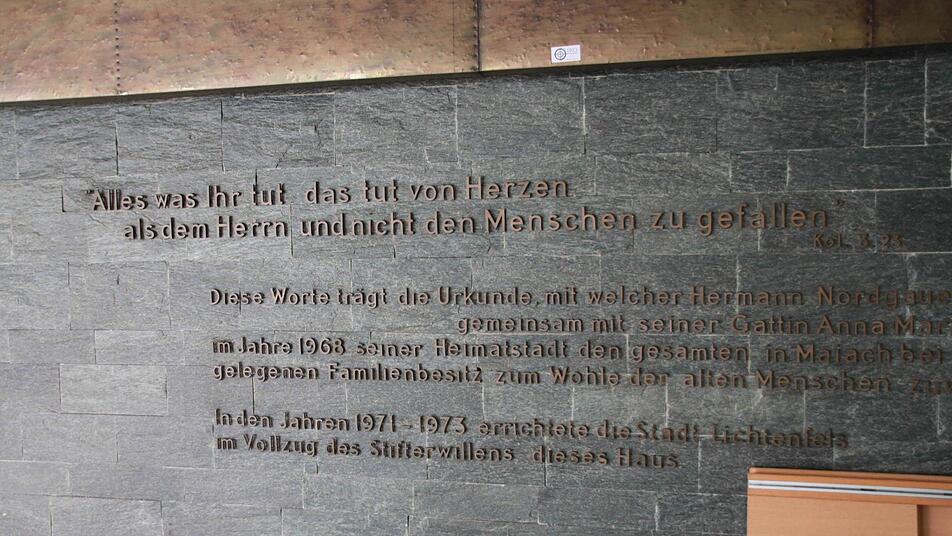 "Alles was Ihr tut das tut von Herzen
als dem Herrn und nicht den Menschen zu gefallen"
Kol. 3.23
Diese Worte trägt die Urkunde, mit welcher Hermann Nordgau
gemeinsam mit seiner Gattin Anna Ma
im Jahre 1968 seiner Heimatstadt den gesamten in Maiach bei
gelegenen Familienbesitz zum Wohle der alten Menschen zu
In den Jahren 1971-1973 errichtete die Stadt Lichtenfels
im Vollzug des Stifterwillens dieses Haus